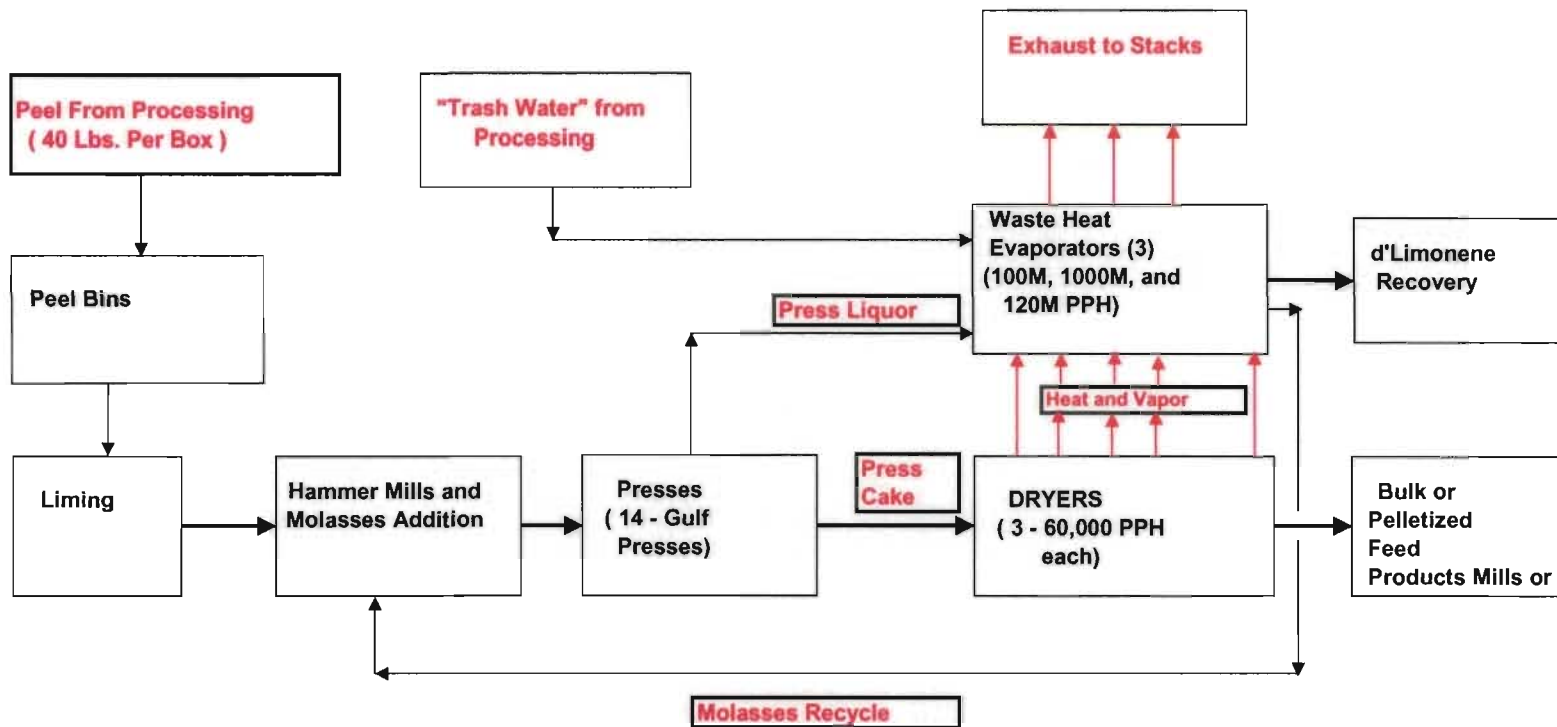 Exhaust to Stacks
Peel From Processing
( 40 Lbs. Per Box )
"Trash Water" from
Processing
Peel Bins
Waste Heat
Evaporators (3)
(100M, 1000M, and
120M PPH)
d'Limonene
Recovery
Press Liquor
Heat and Vapor
Liming
Hammer Mills and
Molasses Addition
Presses
( 14 - Gulf
Presses)
Press
Cake
DRYERS
( 3 - 60,000 PPH
each)
Bulk or
Pelletized
Feed
Products Mills or
Molasses Recycle